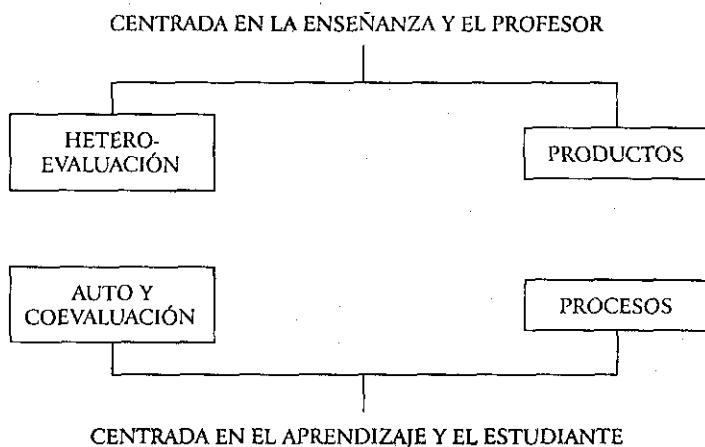 CENTRADA EN LA ENSEÑANZA Y EL PROFESOR
HETERO-
EVALUACIÓN
PRODUCTOS
AUTO Y
COEVALUACIÓN
PROCESOS
CENTRADA EN EL APRENDIZAJE Y EL ESTUDIANTE